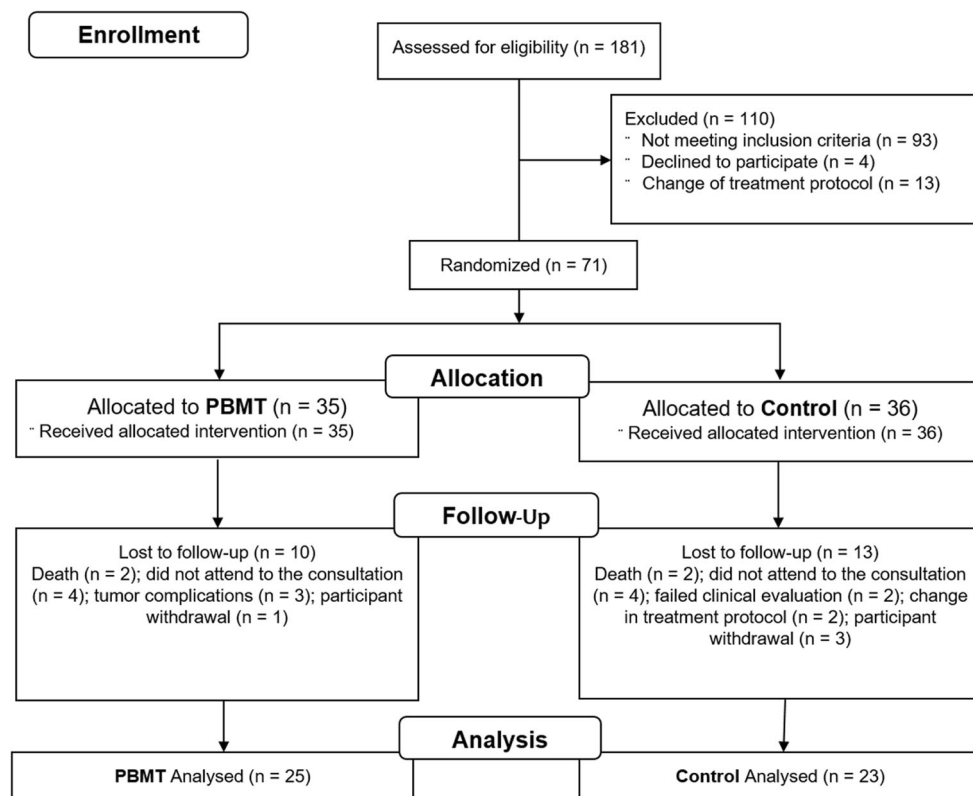 Enrollment
Assessed for eligibility (n = 181)
Excluded (n = 110)
¨ Not meeting inclusion criteria (n = 93)
¨ Declined to participate (n = 4)
¨ Change of treatment protocol (n = 13)
Randomized (n = 71)
Allocation
Allocated to PBMT (n = 35)
¨ Received allocated intervention (n = 35)
Allocated to Control (n = 36)
¨ Received allocated intervention (n = 36)
Follow-Up
Lost to follow-up (n = 10)
Death (n = 2); did not attend to the consultation
(n = 4); tumor complications (n = 3); participant
withdrawal (n = 1)
Lost to follow-up (n = 13)
Death (n = 2); did not attend to the consultation
(n = 4); failed clinical evaluation (n = 2); change
in treatment protocol (n = 2); participant
withdrawal (n = 3)
Analysis
PBMT Analysed (n = 25)
Control Analysed (n = 23)